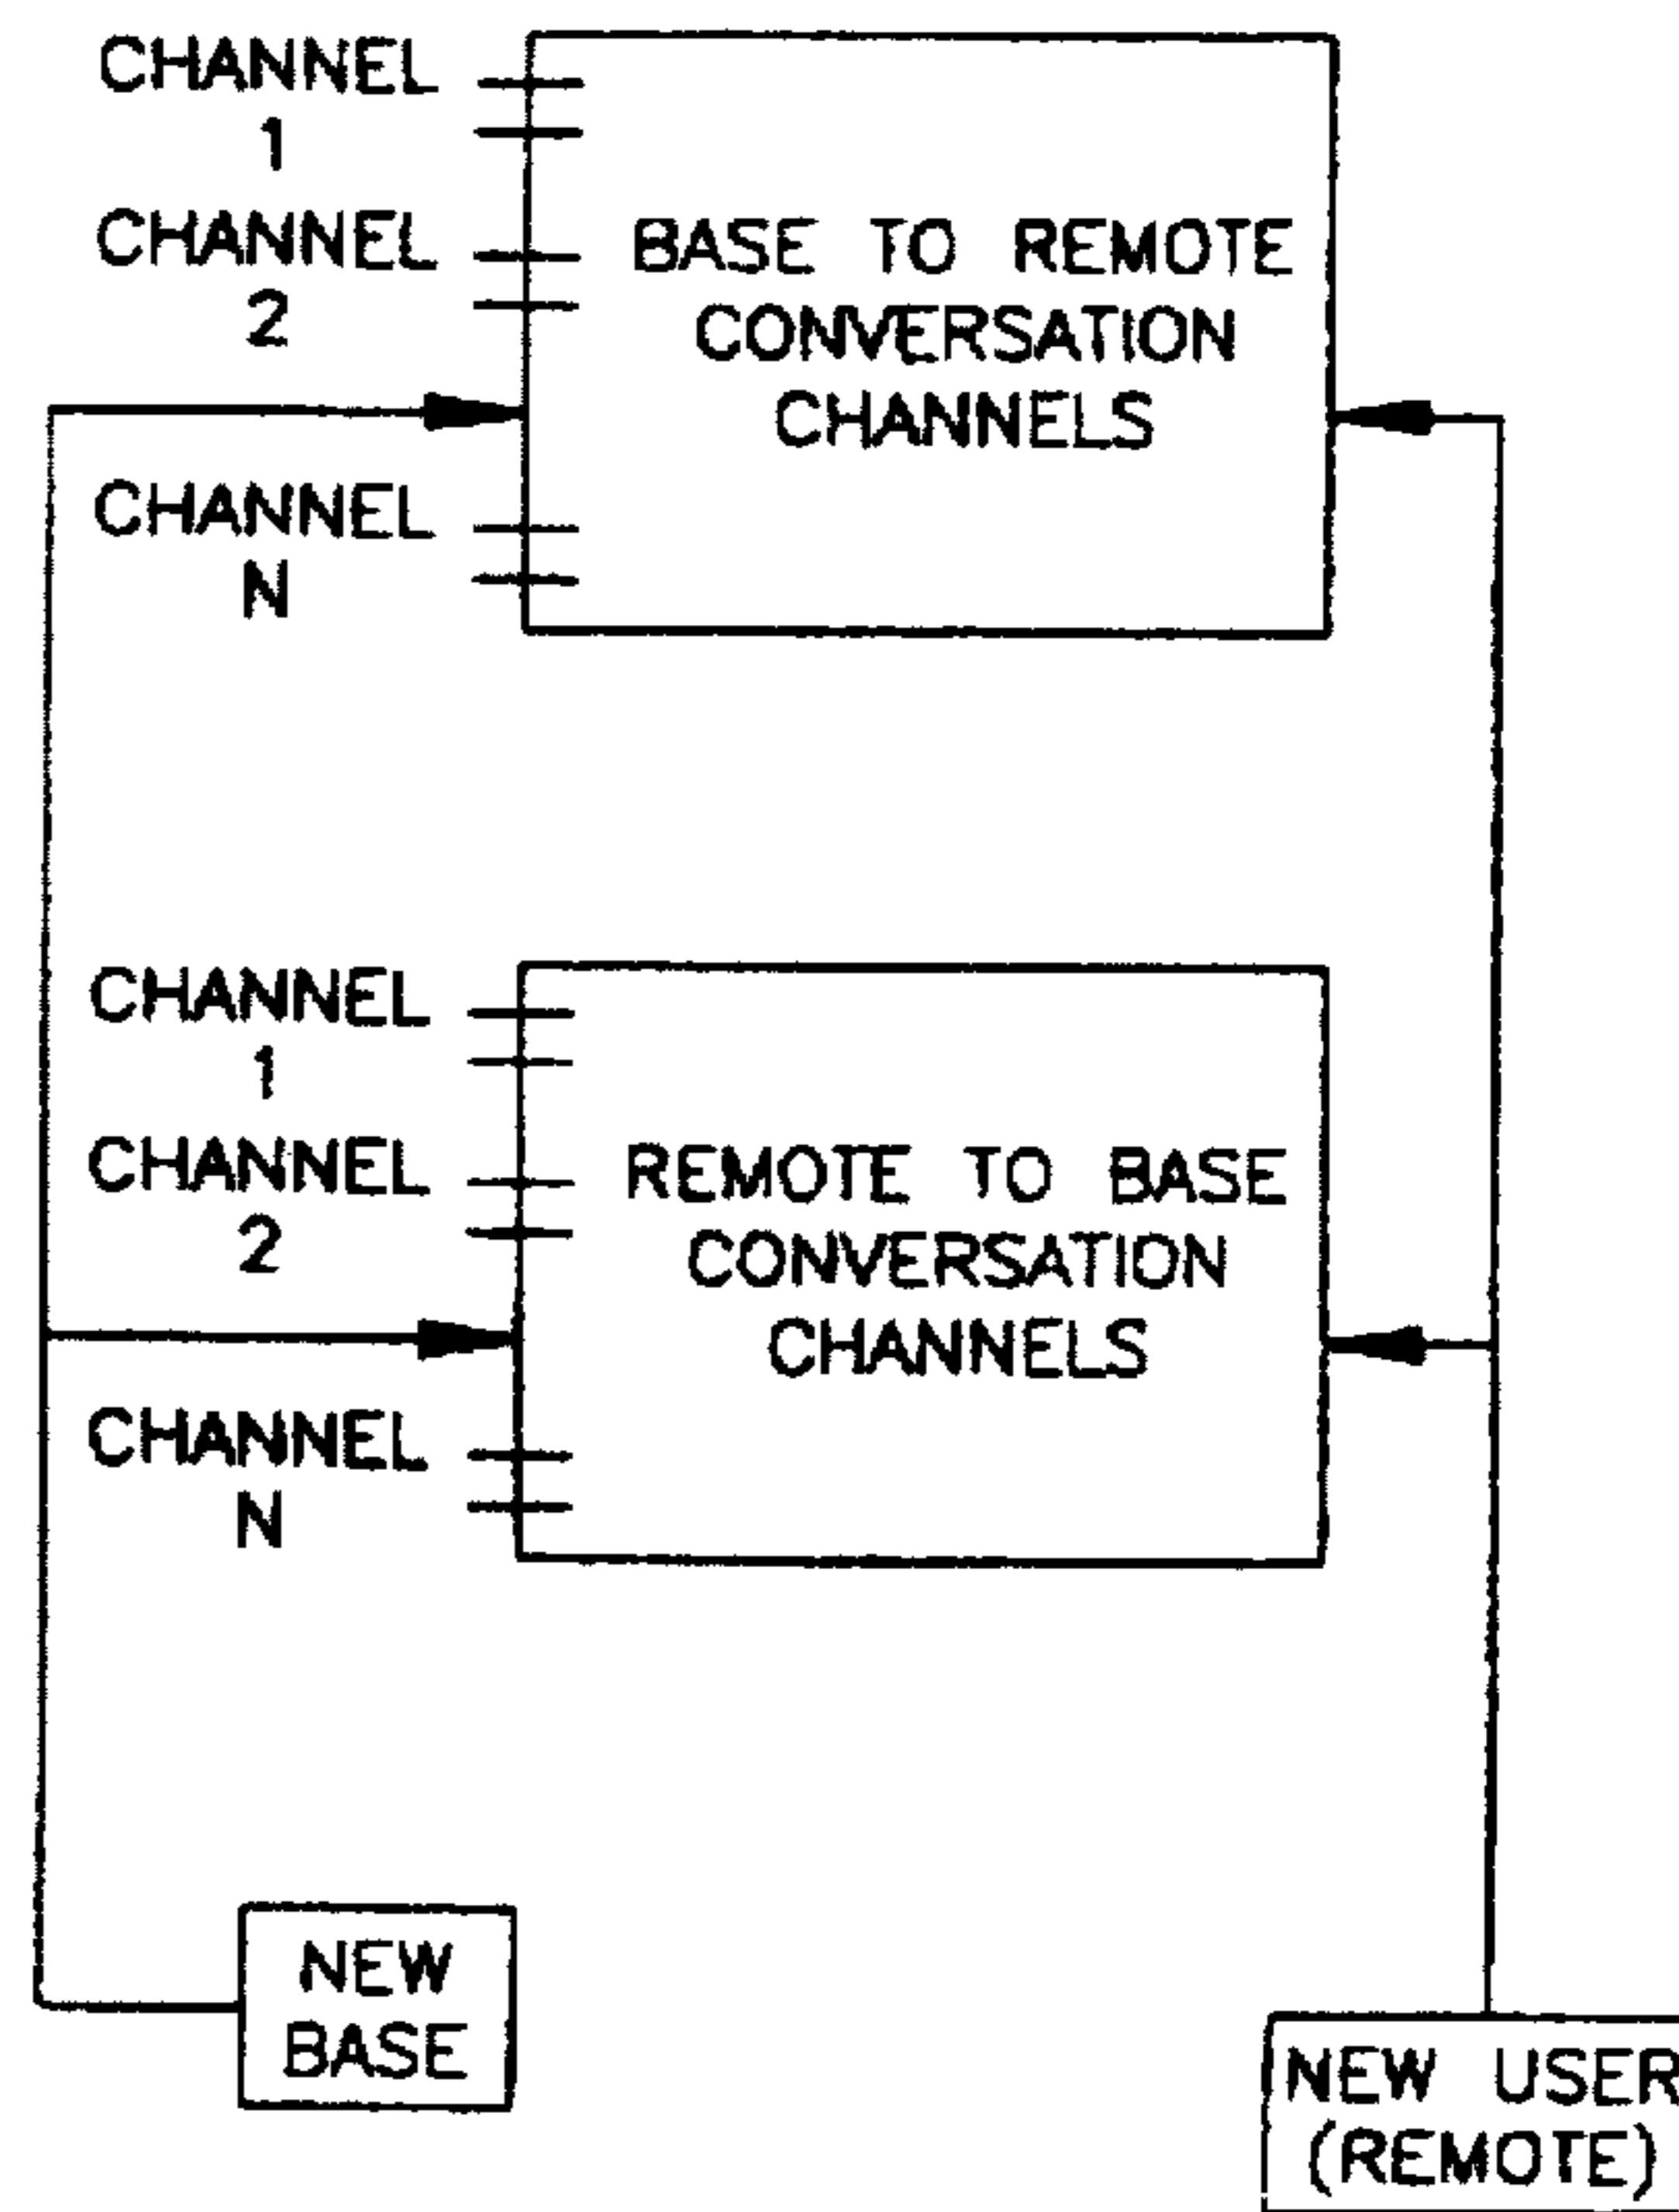 CHANNEL
1
CHANNEL
2
CHANNEL
N
BASE TO REMOTE
CONVERSATION
CHANNELS
CHANNEL
1
CHANNEL
2
CHANNEL
N
REMOTE TO BASE
CONVERSATION
CHANNELS
NEW
BASE
NEW USER
(REMOTE)